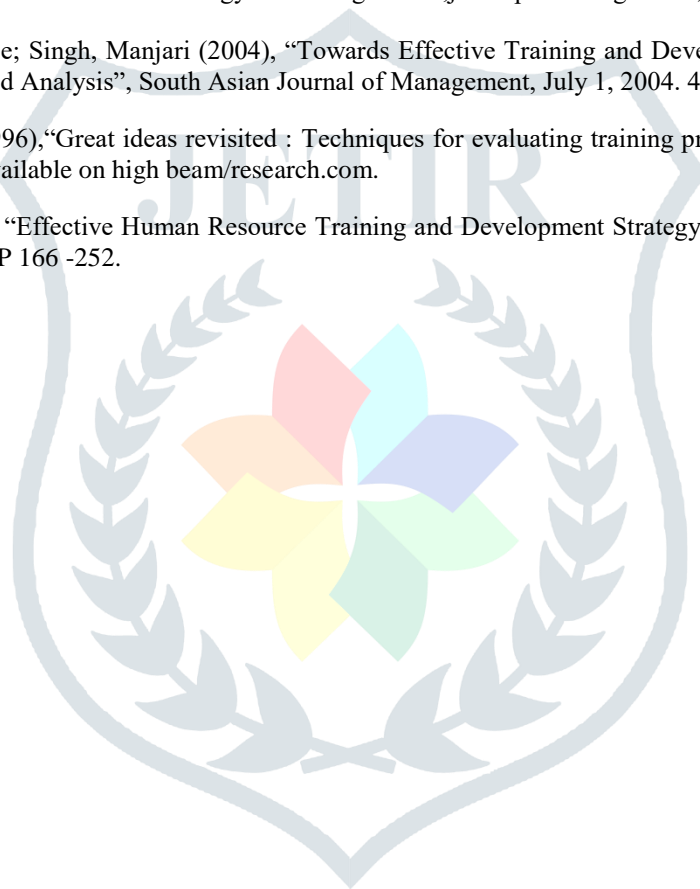 e; Singh, Manjari (2004), “Towards Effective Training and Deve
d Analysis”, South Asian Journal of Management, July 1, 2004. 4
96),“Great ideas revisited : Techniques for evaluating training p
vailable on high beam/research.com.
“Effective Human Resource Training and Development Strategy
P 166 -252.
JETIR